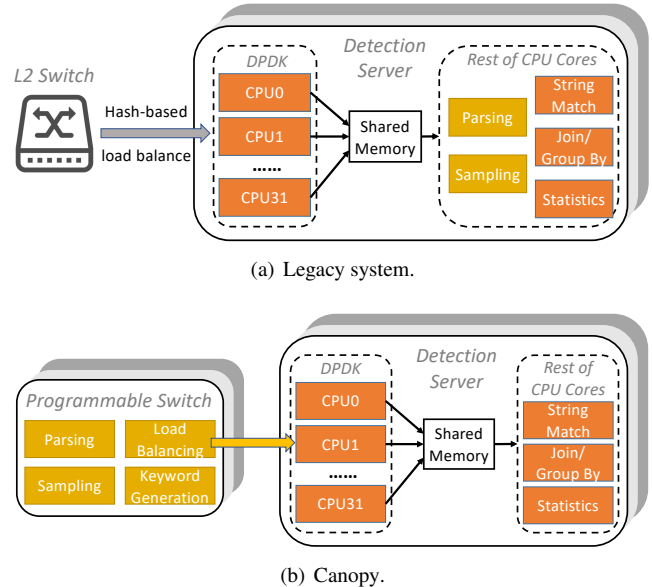 L2 Switch
Hash-based
load balance
Detection
Server
DPDK
CPU0
CPU1
......
CPU31
Shared
Memory
Rest of CPU Cores
Parsing
Sampling
String
Match
Join/
Group By
Statistics
(a) Legacy system.
Programmable Switch
Parsing
Load
Balancing
Sampling
Keyword
Generation
Detection
Server
DPDK
CPU0
CPU1
......
CPU31
Shared
Memory
Rest of
CPU Cores
String
Match
Join/
Group By
Statistics
(b) Canopy.